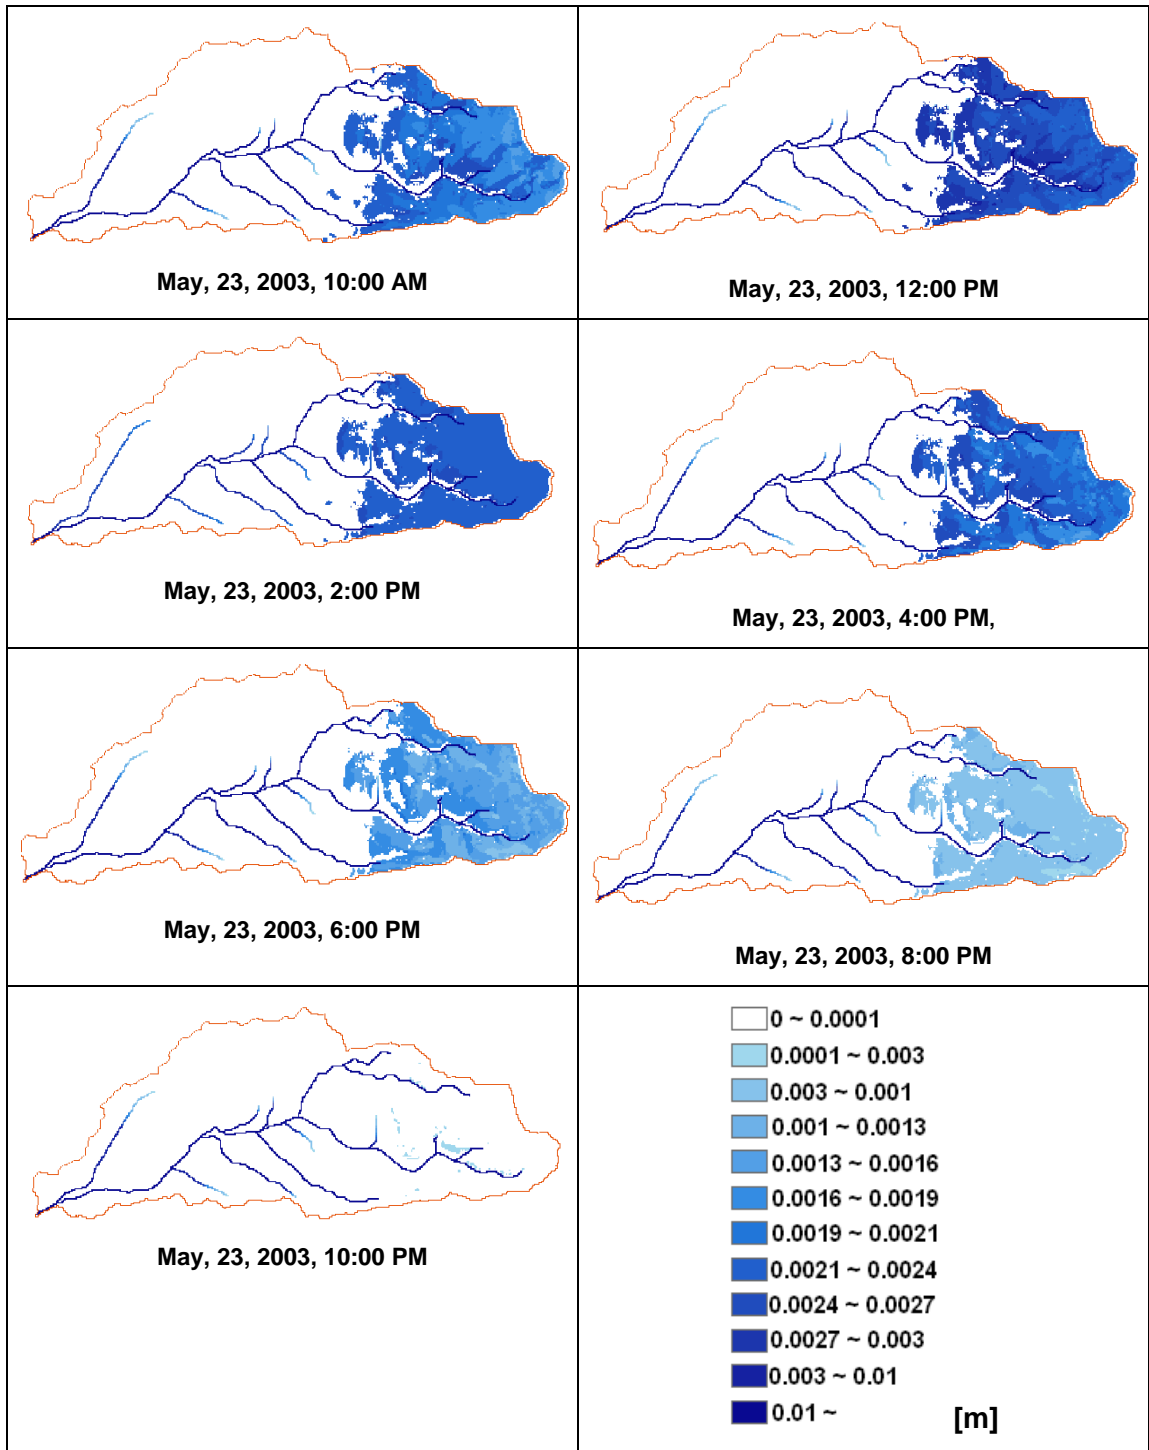 May, 23, 2003, 10:00 AM
May, 23, 2003, 12:00 PM
May, 23, 2003, 2:00 PM
May, 23, 2003, 4:00 PM,
May, 23, 2003, 6:00 PM
May, 23, 2003, 8:00 PM
May, 23, 2003, 10:00 PM
0 ~ 0.0001
0.0001 ~ 0.003
0.003 ~ 0.001
0.001 ~ 0.0013
0.0013 ~ 0.0016
0.0016 ~ 0.0019
0.0019 ~ 0.0021
0.0021 ~ 0.0024
0.0024 ~ 0.0027
0.0027 ~ 0.003
0.003 ~ 0.01
0.01 ~
[m]